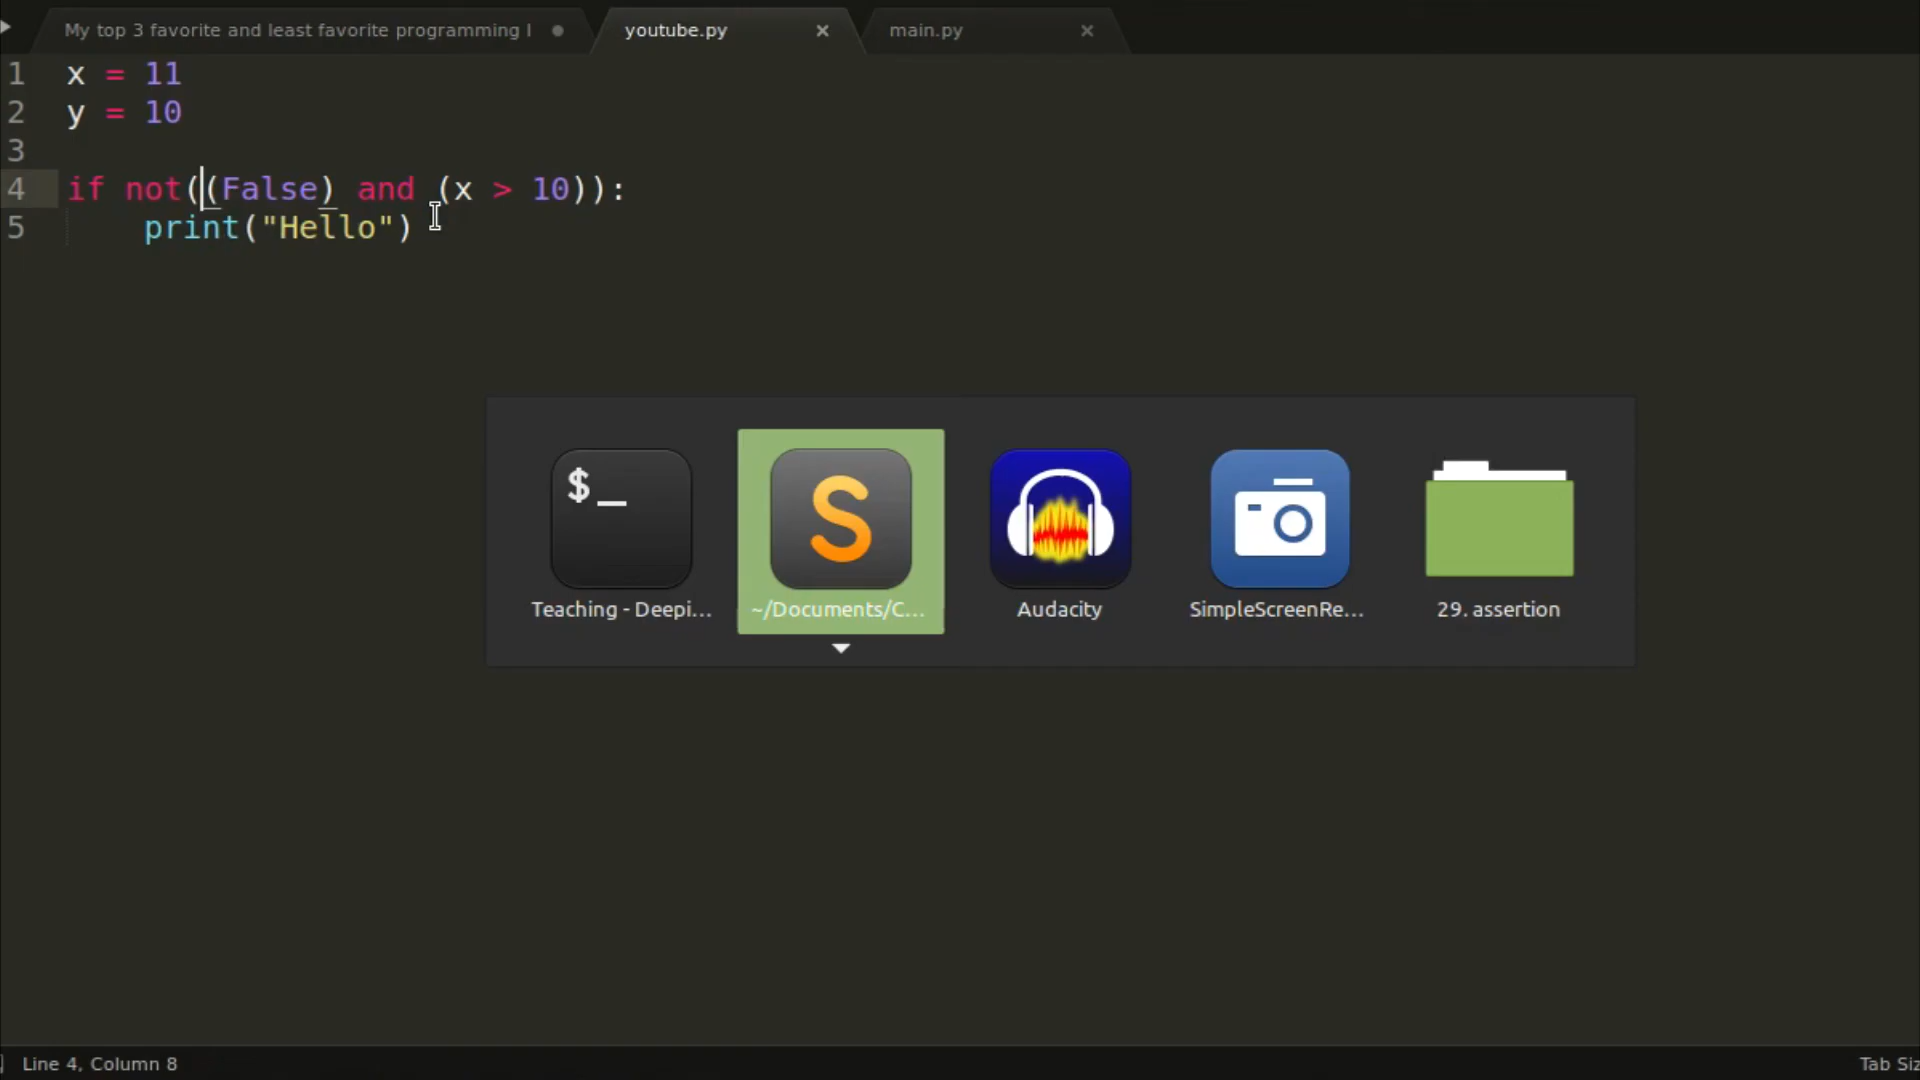 My top 3 favorite and least favorite programming l
youtube.py
main.py
1 x = 11
2 y = 10
3
4 if not((False) and (x > 10)):
5 print("Hello")
$_
S
Teaching - Deepi...
~/Documents/C...
Audacity
SimpleScreenRe...
29. assertion
Line 4, Column 8
Tab Siz